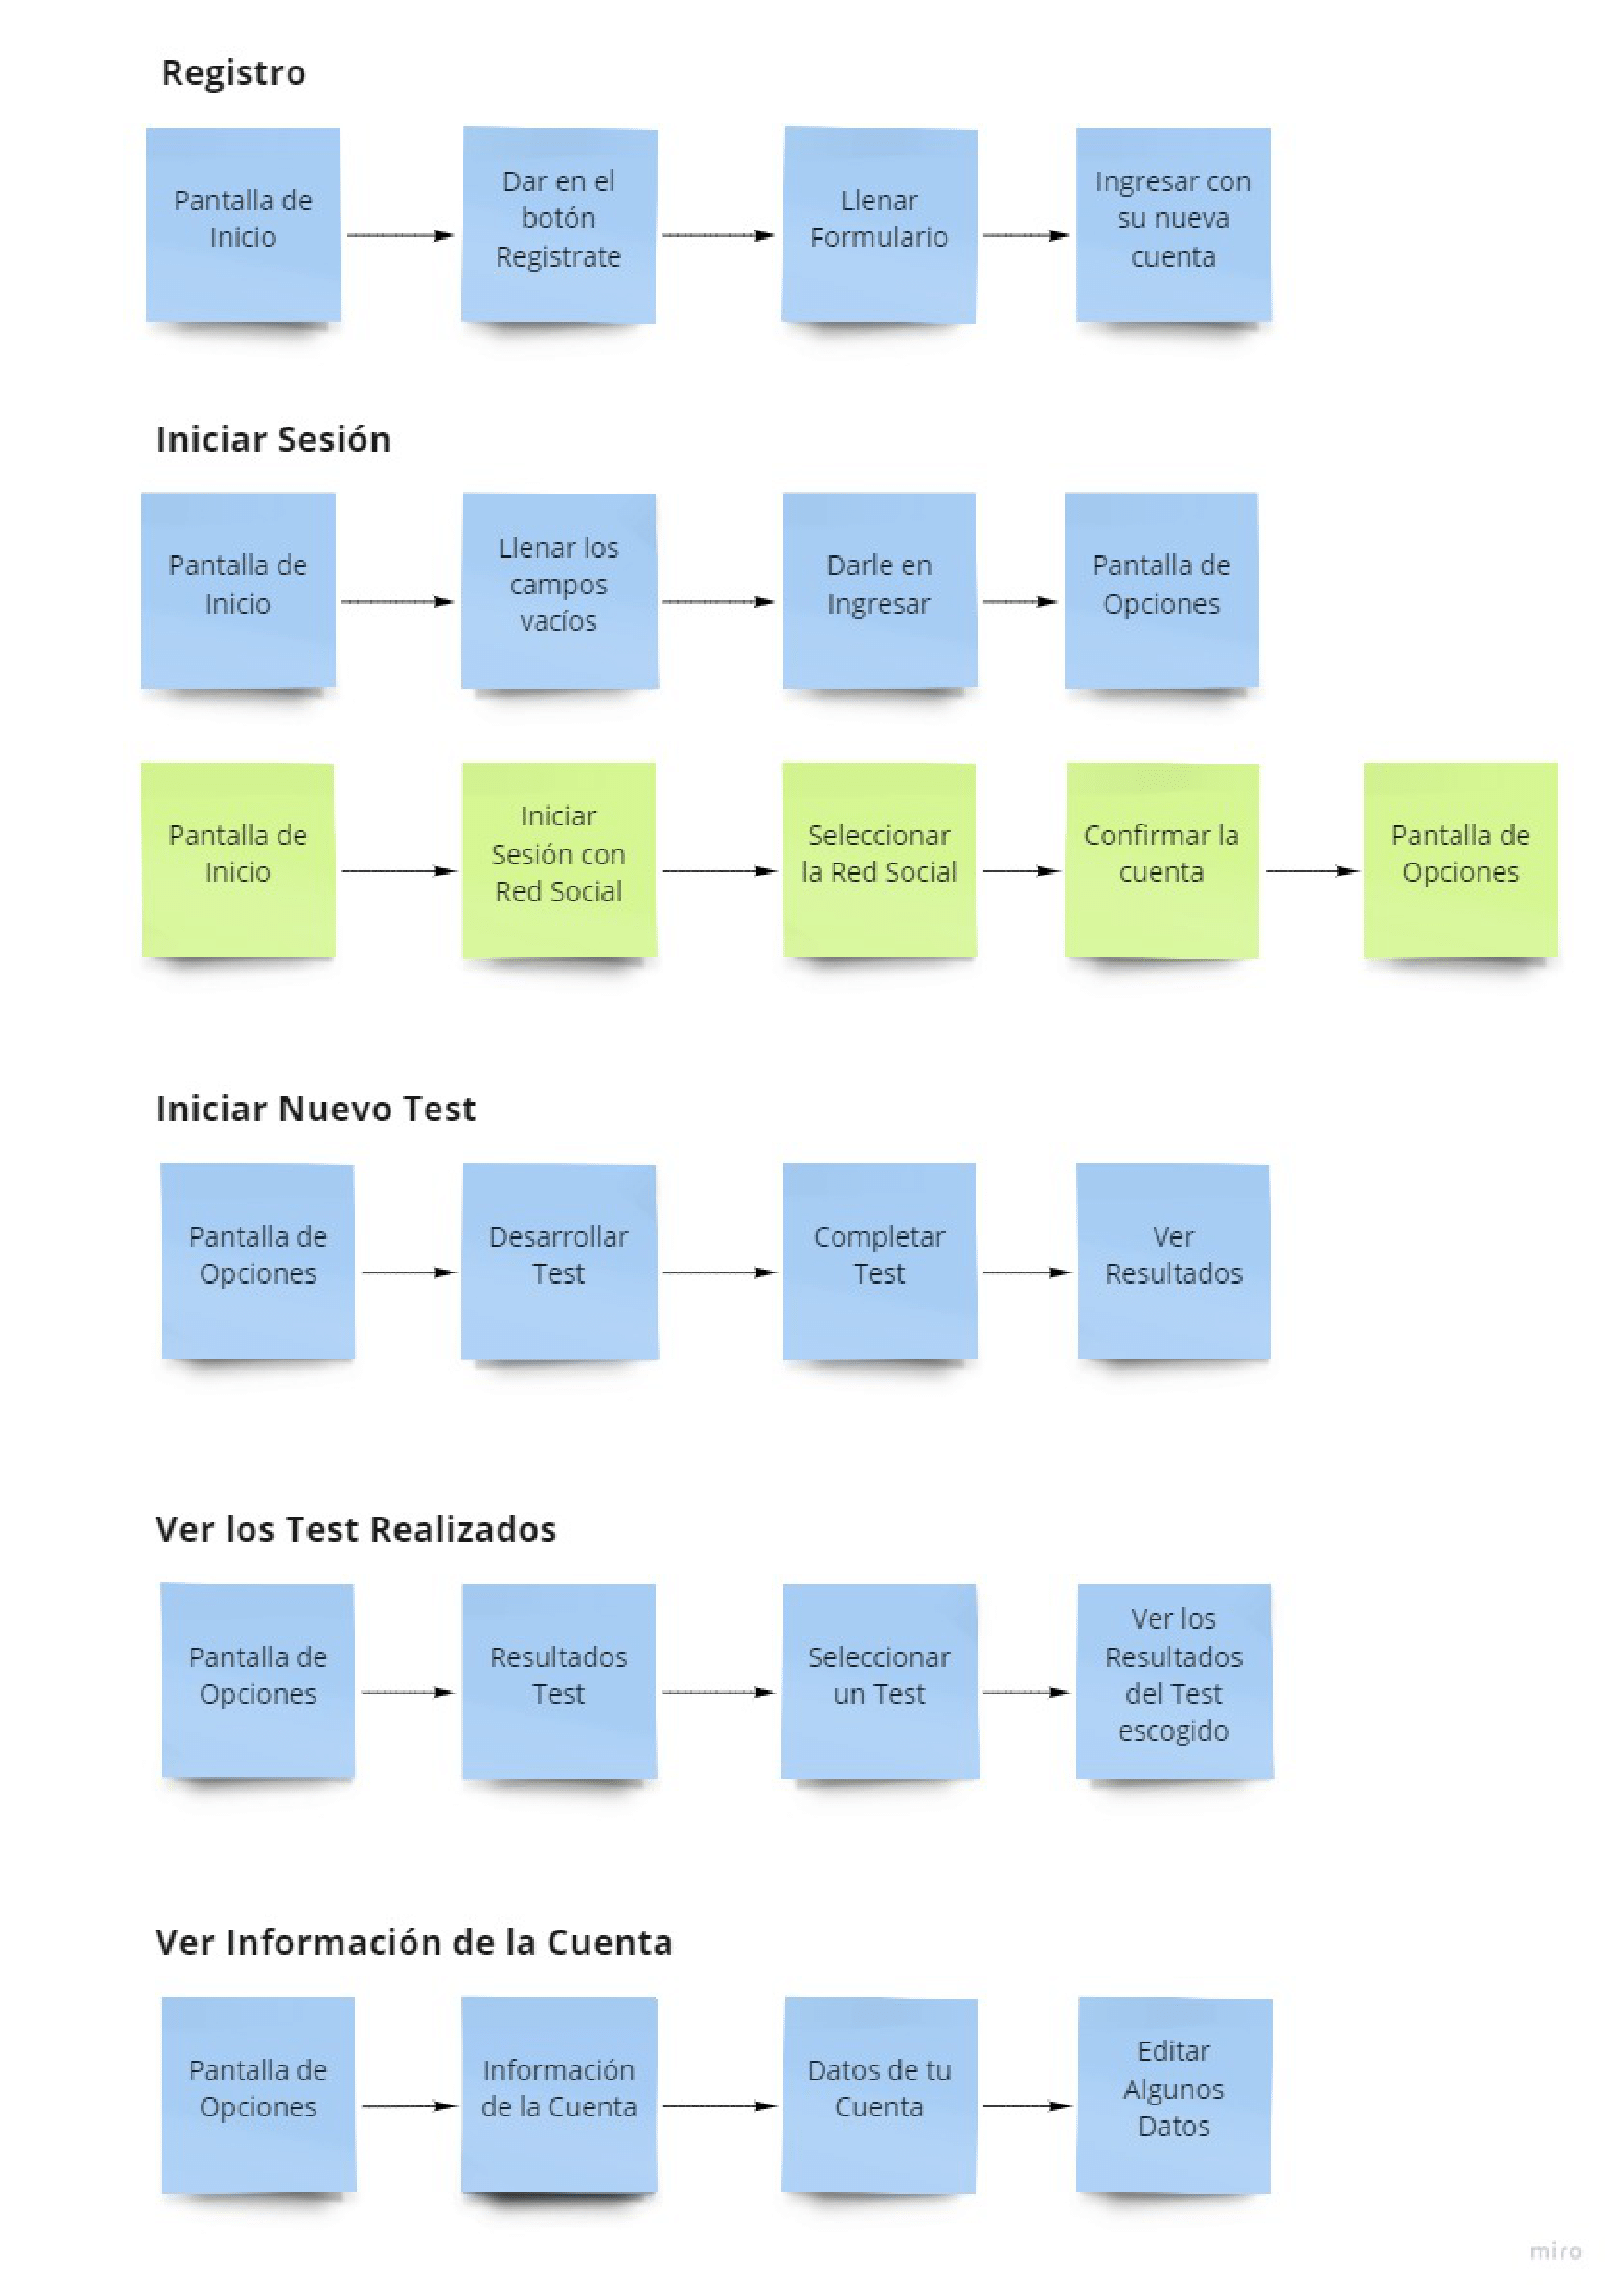 Registro
Pantalla de
Inicio
Dar en el
botón
Registrate
Llenar
Formulario
Ingresar con
su nueva
cuenta
Iniciar Sesión
Pantalla de
Inicio
Llenar los
campos
vacíos
Darle en
Ingresar
Pantalla de
Opciones
Pantalla de
Inicio
Iniciar
Sesión con
Red Social
Seleccionar
la Red Social
Confirmar la
cuenta
Pantalla de
Opciones
Iniciar Nuevo Test
Pantalla de
Opciones
Desarrollar
Test
Completar
Test
Ver
Resultados
Ver los Test Realizados
Pantalla de
Opciones
Resultados
Test
Seleccionar
un Test
Ver los
Resultados
del Test
escogido
Ver Información de la Cuenta
Pantalla de
Opciones
Información
de la Cuenta
Datos de tu
Cuenta
Editar
Algunos
Datos
miro